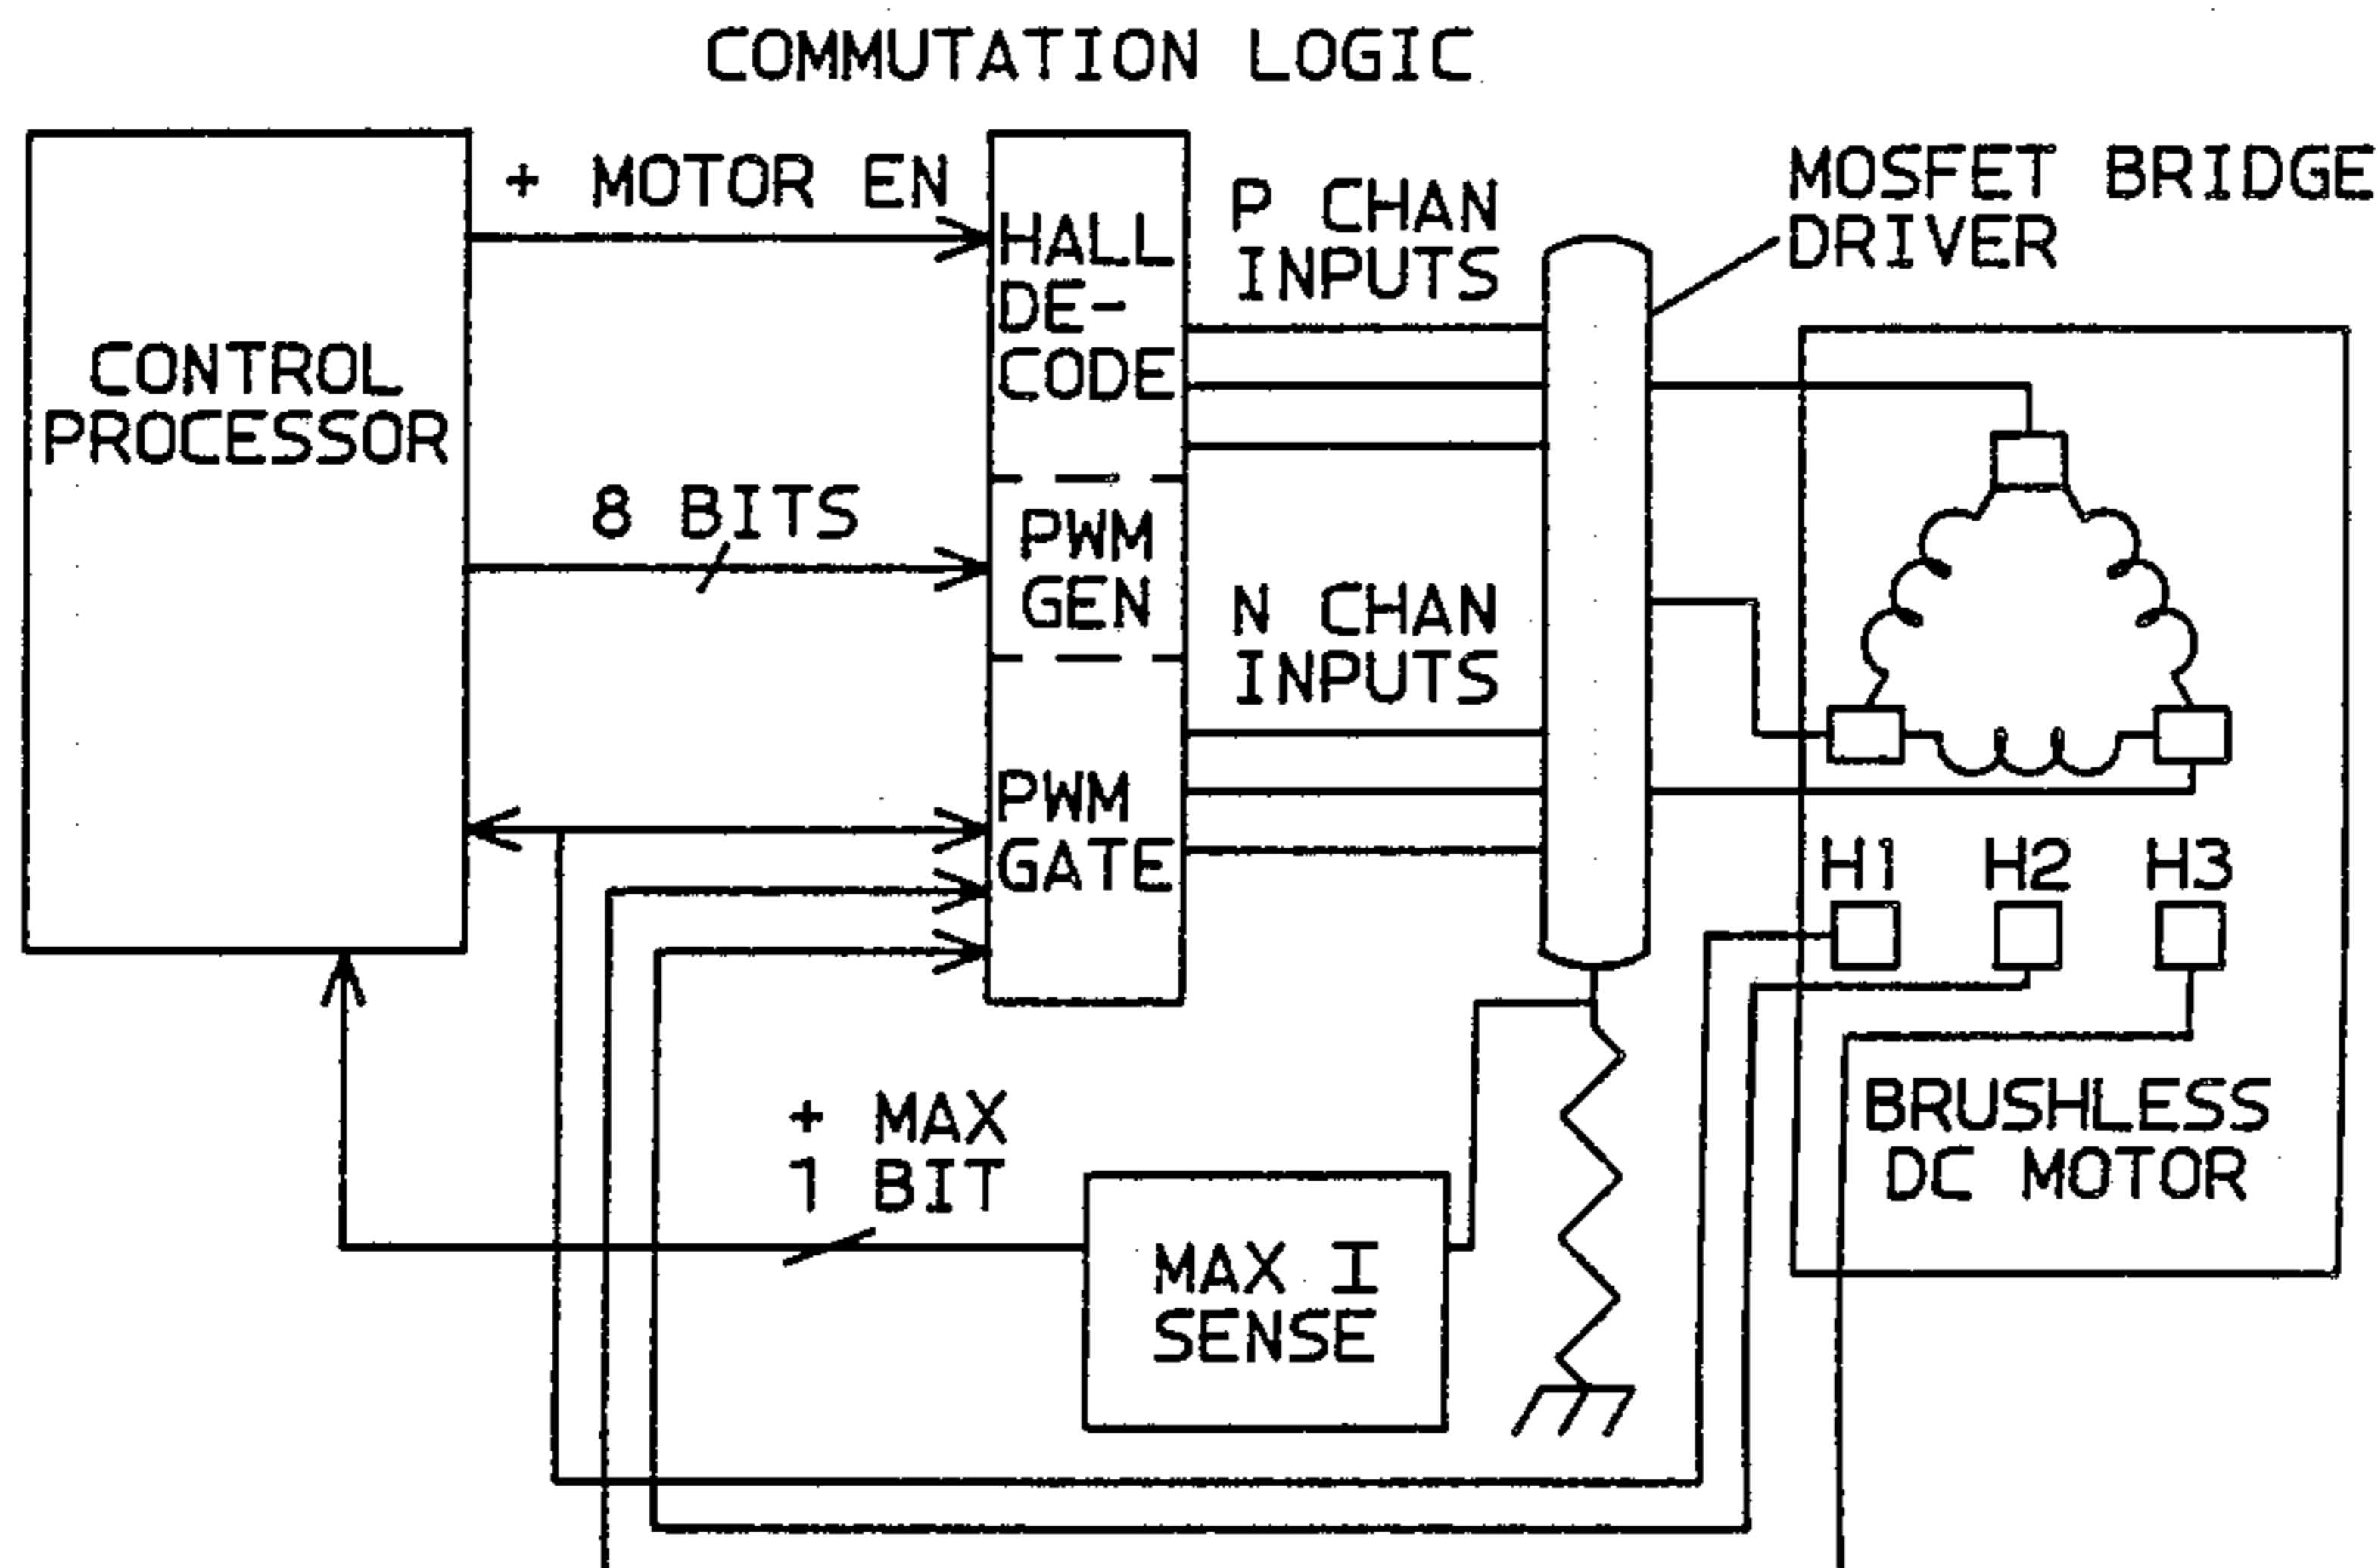 COMMUTATION LOGIC
+ MOTOR EN
HALL
DE-
CODE
P CHAN
INPUTS
MOSFET BRIDGE
DRIVER
CONTROL
PROCESSOR
8 BITS
PWM
GEN
N CHAN
INPUTS
PWM
GATE
H1 H2 H3
+ MAX
1 BIT
MAX I
SENSE
BRUSHLESS
DC MOTOR